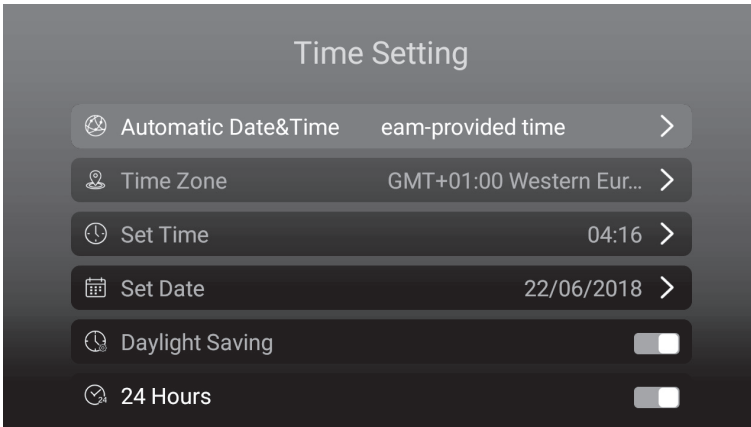 Time Setting
Automatic Date&Time eam-provided time
Time Zone GMT+01:00 Western Eur...
Set Time 04:16
Set Date 22/06/2018
Daylight Saving
24 Hours